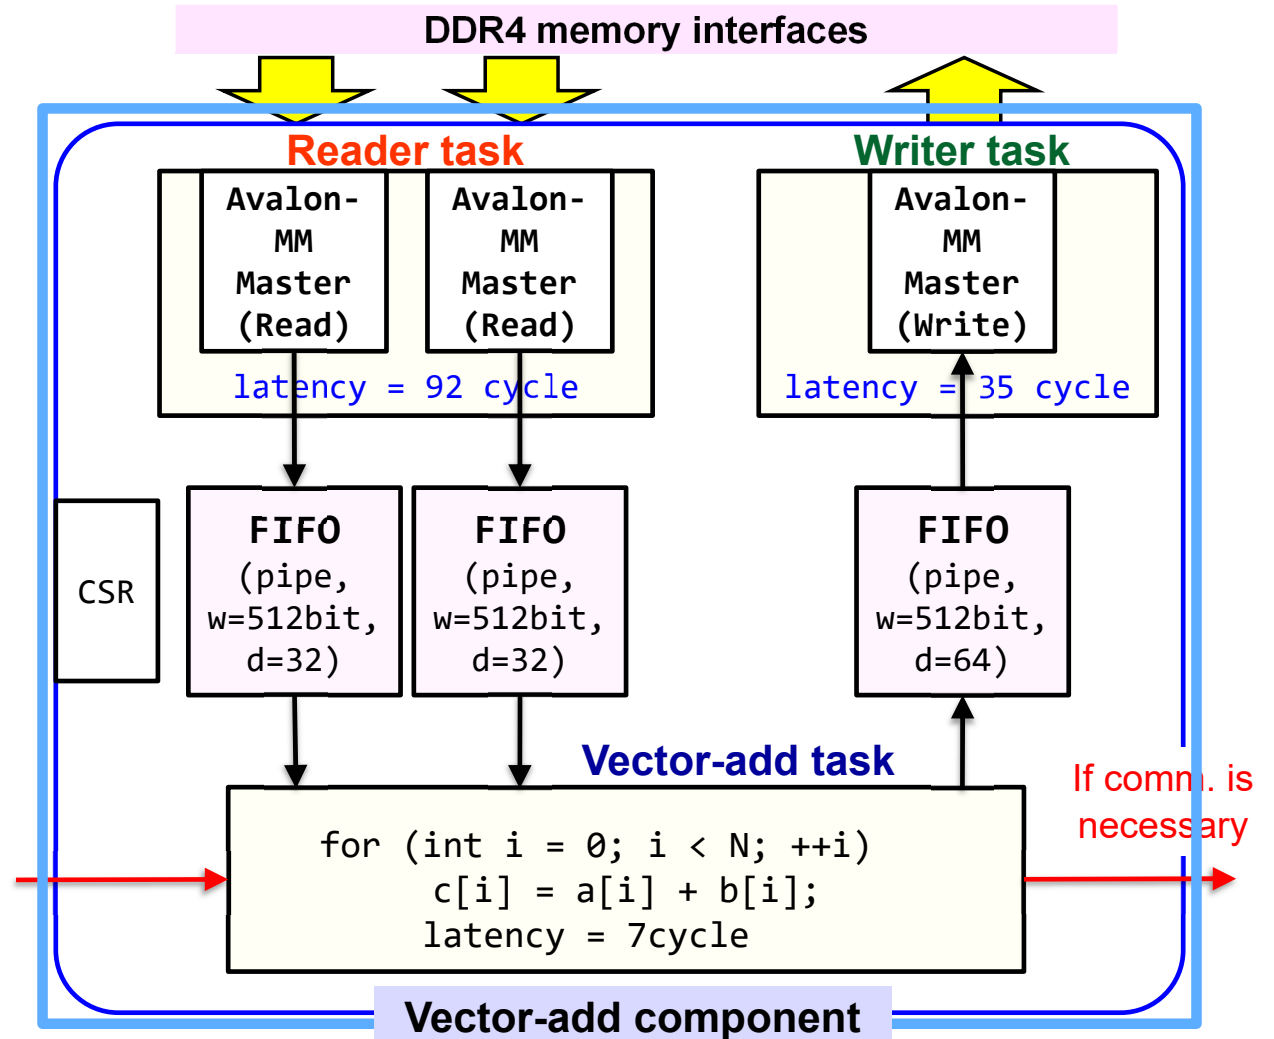 DDR4 memory interfaces
Reader task
Writer task
Avalon-
MM
Master
(Read)
Avalon-
MM
Master
(Read)
Avalon-
MM
Master
(Write)
latency = 92 cycle
latency = 35 cycle
CSR
FIFO
(pipe,
w=512bit,
d=32)
FIFO
(pipe,
w=512bit,
d=32)
FIFO
(pipe,
w=512bit,
d=64)
Vector-add task
If comm. is
necessary
for (int i = 0; i < N; ++i)
c[i] = a[i] + b[i];
latency = 7cycle
Vector-add component